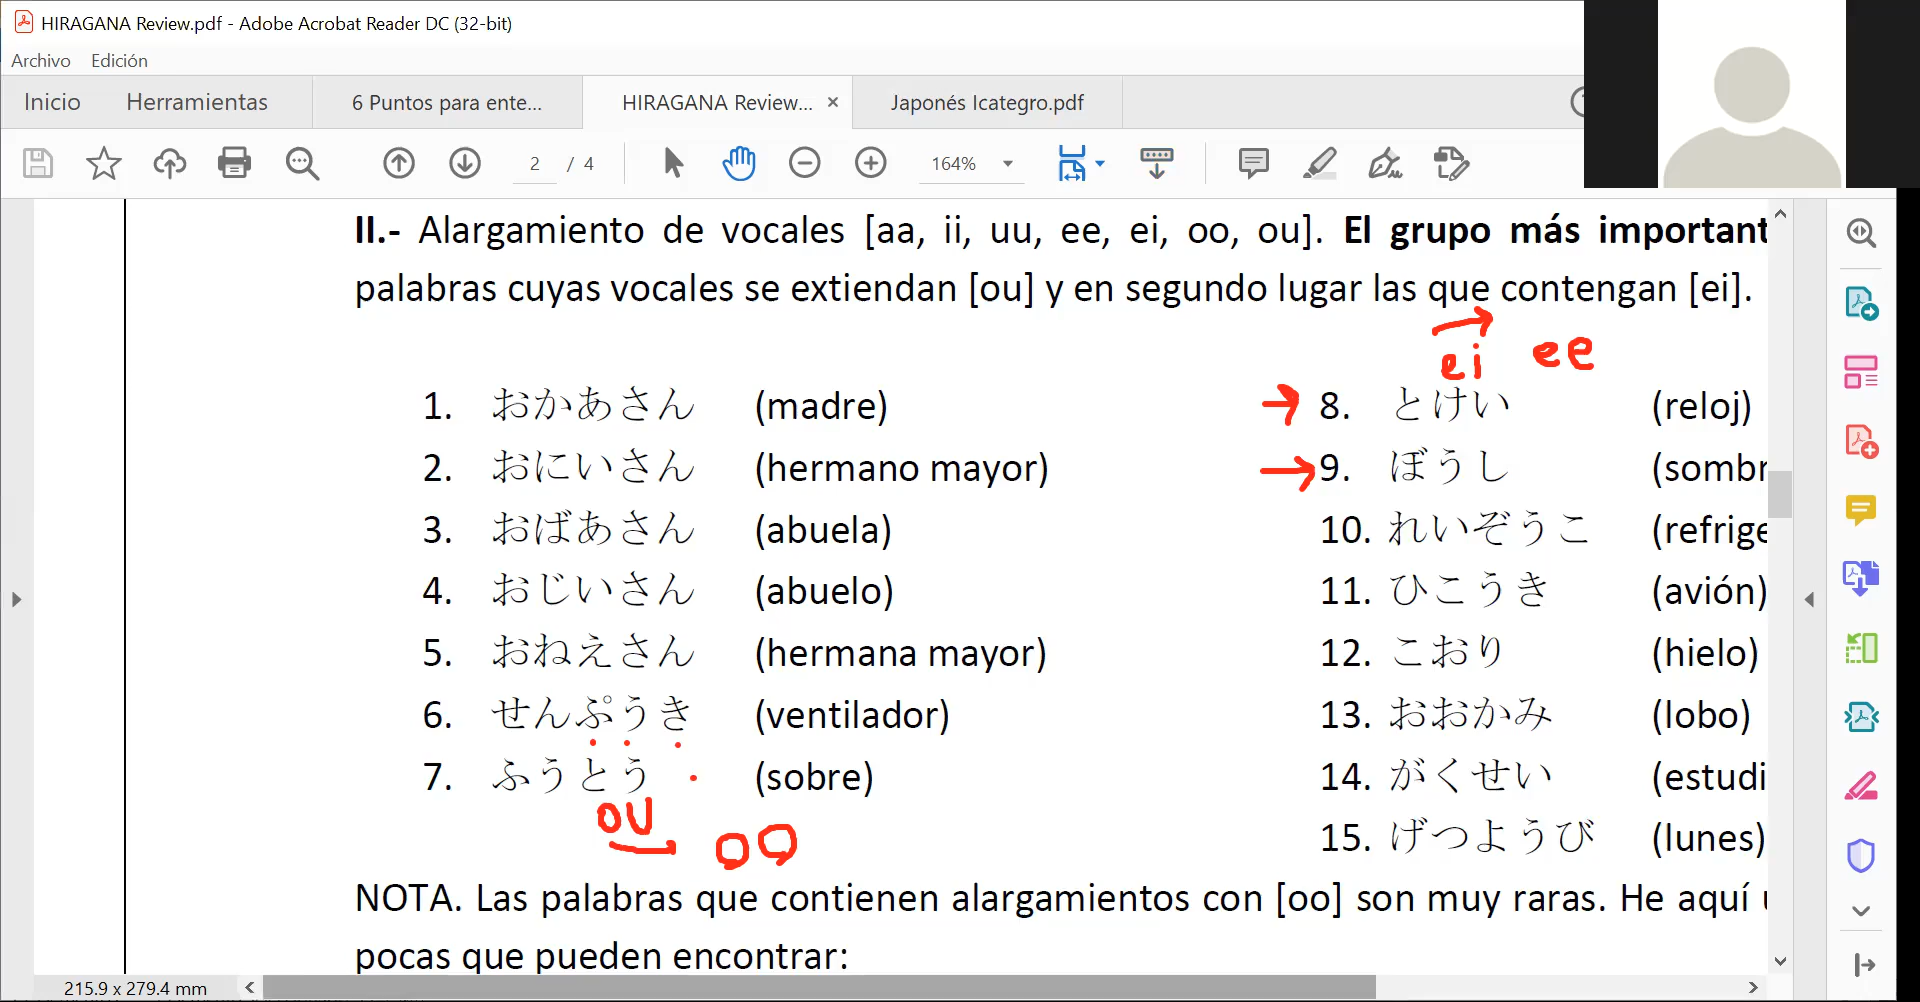 HIRAGANA Review.pdf - Adobe Acrobat Reader DC (32-bit)
Archivo Edición
Inicio Herramientas 6 Puntos para ente... HIRAGANA Review... × Japonés Icategro.pdf
2 / 4 164%
II.- Alargamiento de vocales [aa, ii, uu, ee, ei, oo, ou]. El grupo más important
palabras cuyas vocales se extiendan [ou] y en segundo lugar las que contengan [ei].
ei ee
1. おかあさん (madre)
2. おにいさん (hermano mayor)
3. おばあさん (abuela)
4. おじいさん (abuelo)
5. おねえさん (hermana mayor)
6. せんぷうき (ventilador)
7. ふうとう (sobre)
ou oo
8. とけい (reloj)
9. ぼうし (sombr
10. れいぞうこ (refrige
11. ひこうき (avión)
12. こおり (hielo)
13. おおかみ (lobo)
14. がくせい (estudi
15. げつようび (lunes)
NOTA. Las palabras que contienen alargamientos con [oo] son muy raras. He aquí u
pocas que pueden encontrar:
215.9 x 279.4 mm